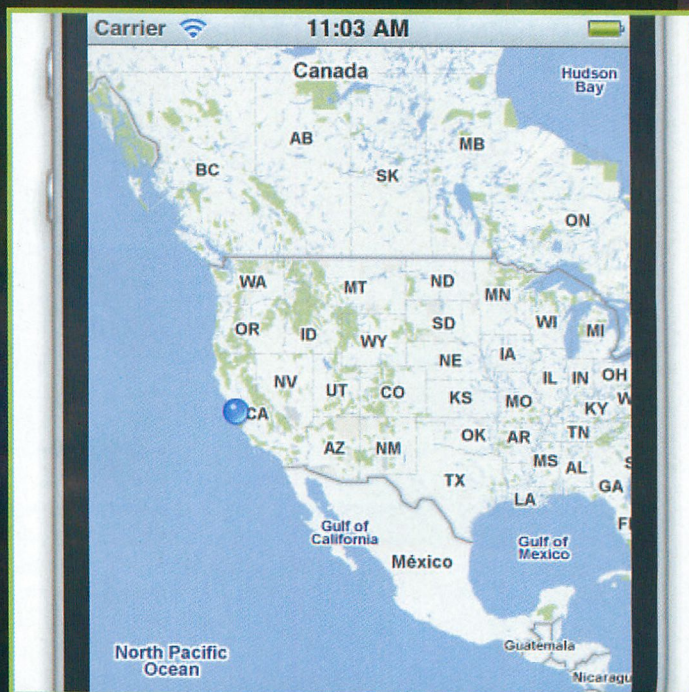 Carrier 11:03 AM
Canada
Hudson
Bay
AB
MB
BC
SK
ON
WA
MT
ND
MN
OR
ID
SD
WI
MI
WY
NE
IA
NV
UT
CO
IL
IN
OH
KS
MO
KY
W
CA
OK
AR
TN
AZ
NM
MS
AL
S
TX
GA
LA
Gulf of
California
Gulf of
Mexico
México
Guatemala
North Pacific
Ocean
Nicaragu